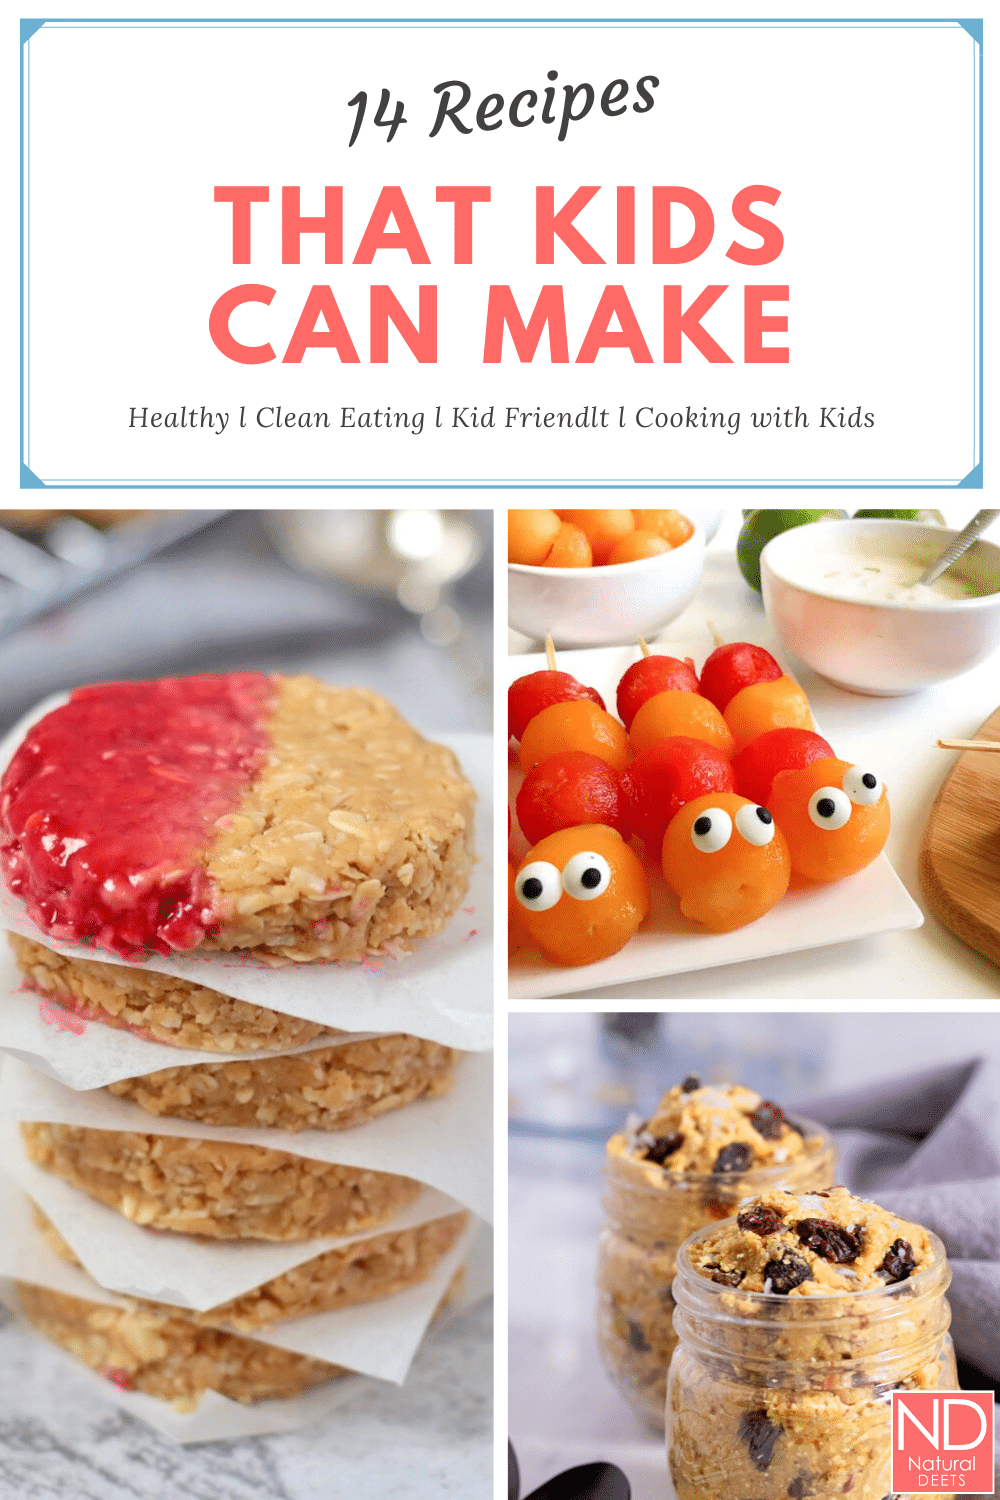 14 Recipes
THAT KIDS
CAN MAKE
Healthy l Clean Eating l Kid Friendlt l Cooking with Kids
ND
Natural
DEETS